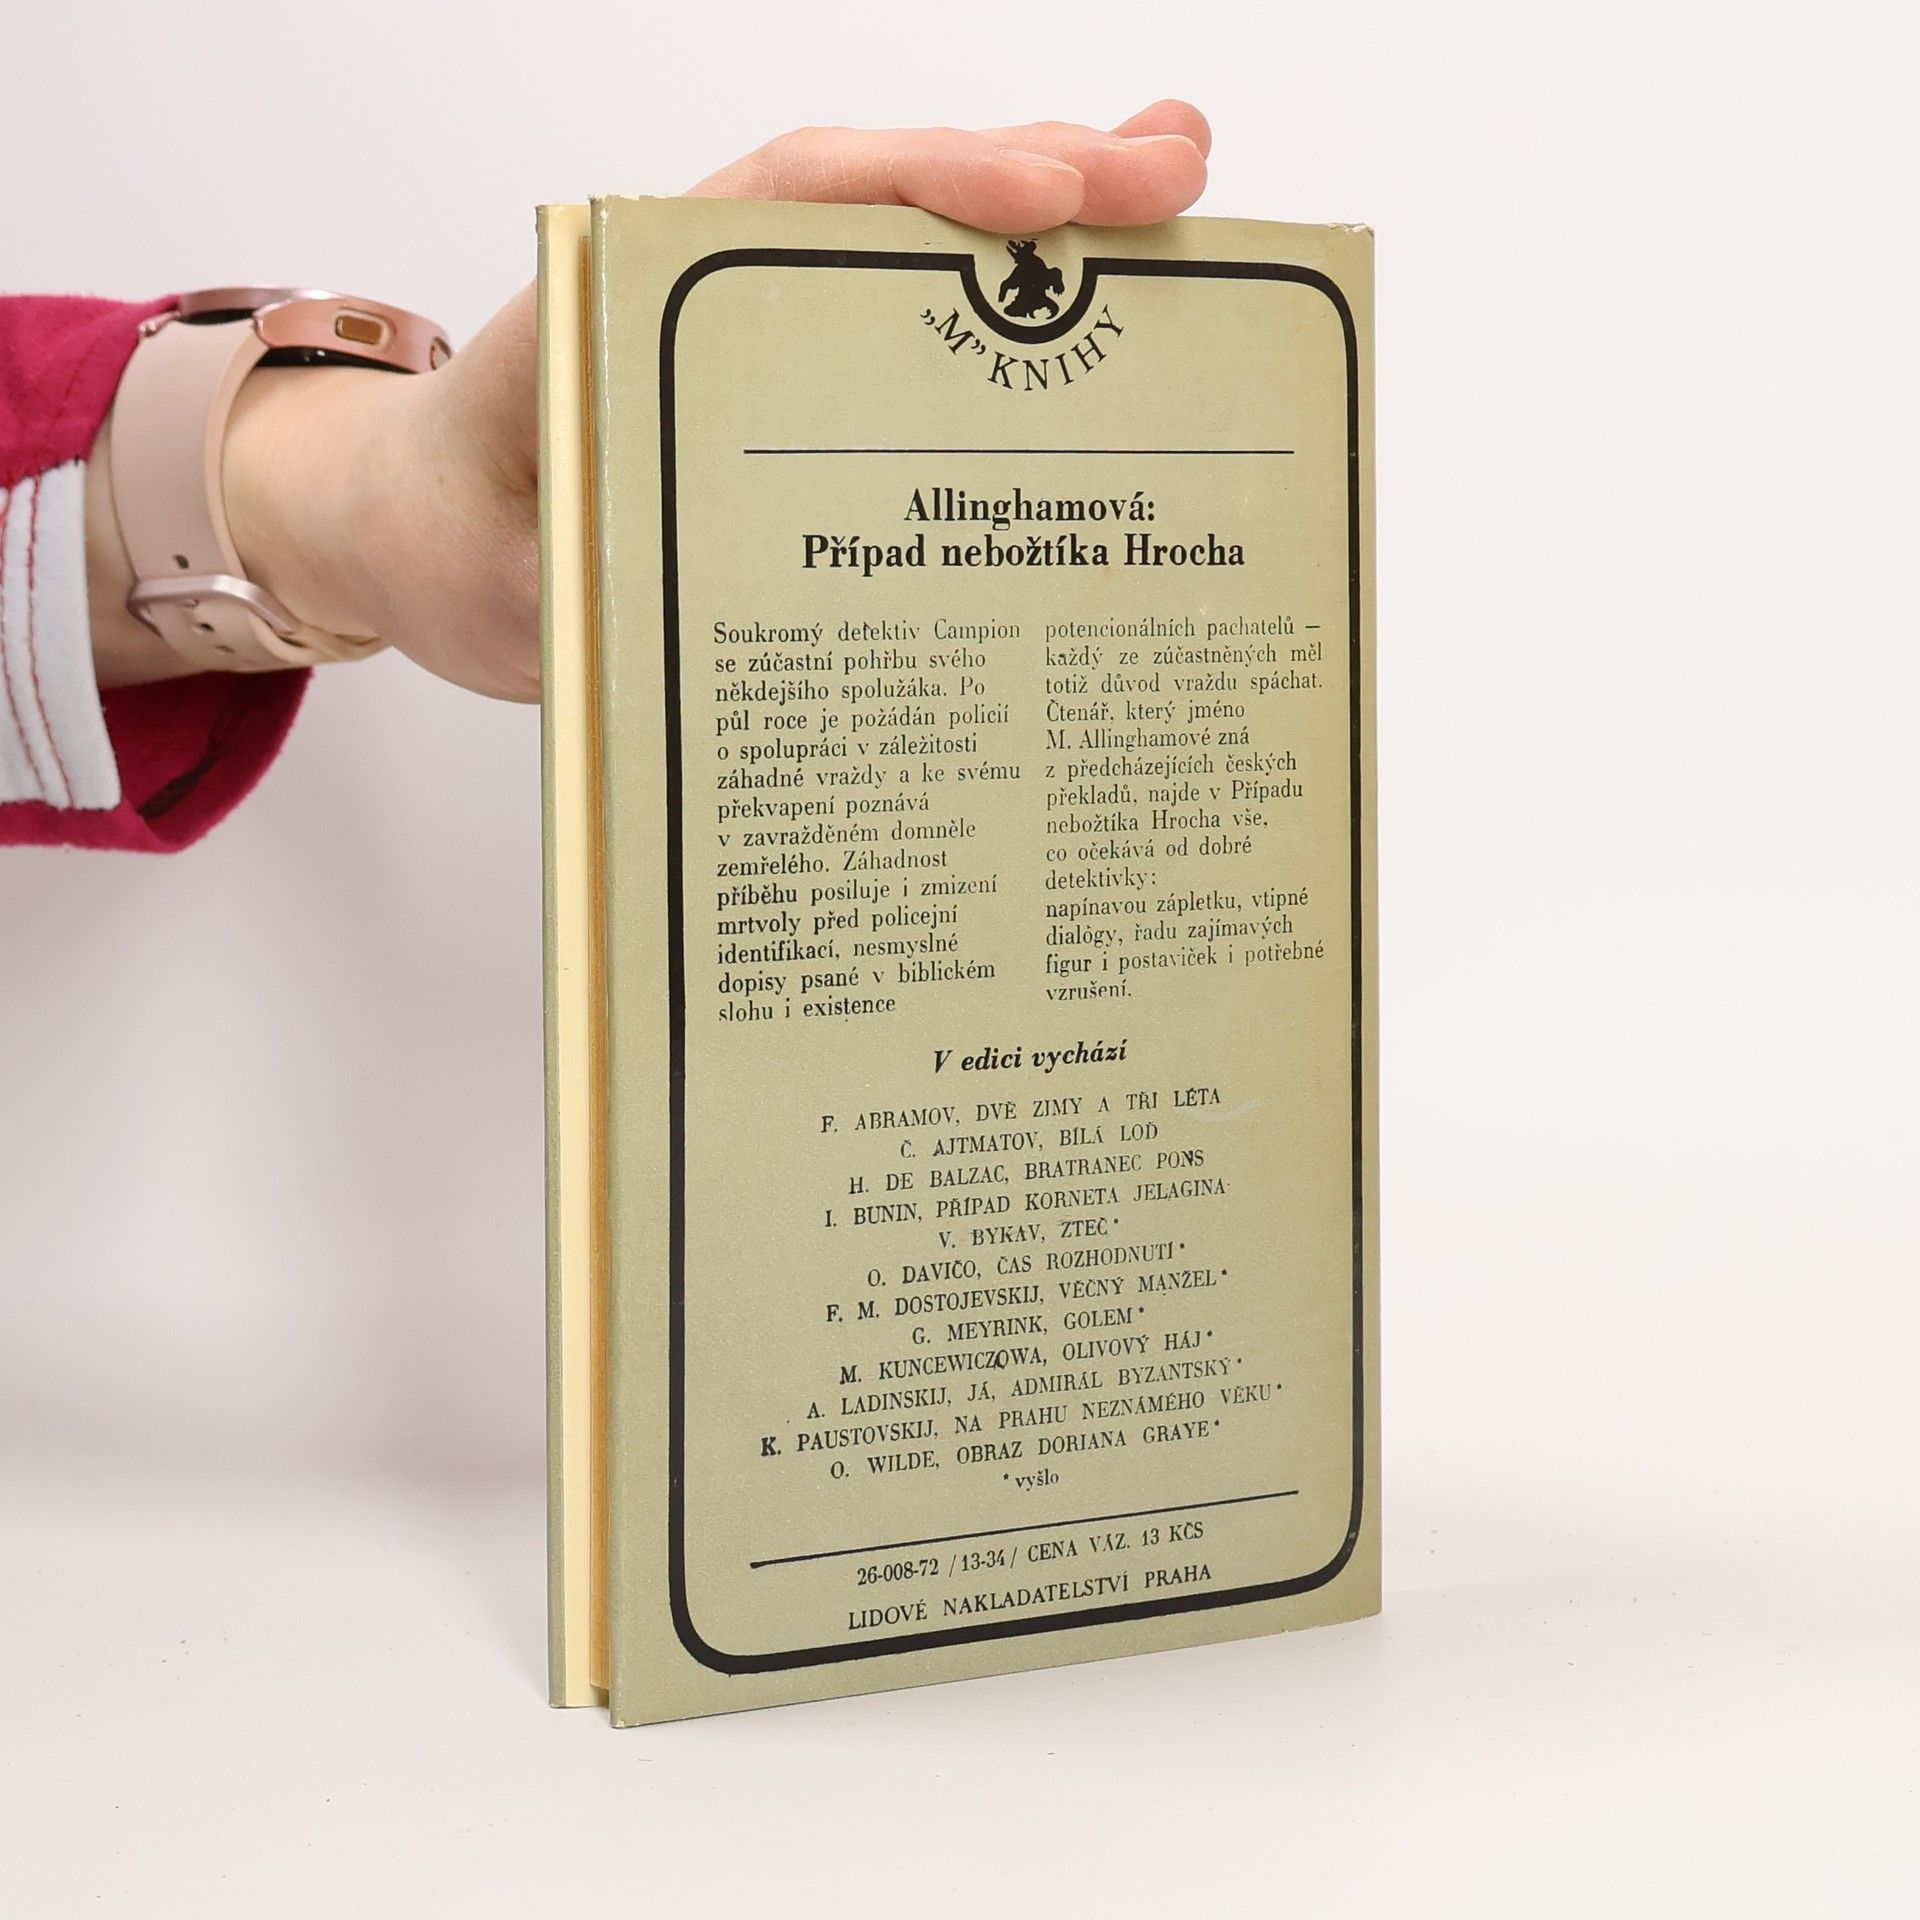 „M” KNIHY
Allinghamová:
Případ nebožtíka Hrocha
Soukromý detektiv Campion
se zúčastní pohřbu svého
někdejšího spolužáka. Po
půl roce je požádán policií
o spolupráci v záležitosti
záhadné vraždy a ke svému
překvapení poznává
v zavražděném domněle
zemřelého. Záhadnost
příběhu posiluje i zmizení
mrtvoly před policejní
identifikací, nesmyslné
dopisy psané v biblickém
slohu i existence
potencionálních pachatelů —
každý ze zúčastněných měl
totiž důvod vraždu spáchat.
Čtenář, který jméno
M. Allinghamové zná
z předcházejících českých
překladů, najde v Případu
nebožtíka Hrocha vše,
co očekává od dobré
detektivky:
napínavou zápletku, vtipné
dialógy, řadu zajímavých
figur i postaviček i potřebné
vzrušení.
V edici vychází
F. ABRAMOV, DVĚ ZIMY A TŘI LÉTA
Č. AJTMATOV, BÍLÁ LOĎ
H. DE BALZAC, BRATRANEC PONS
I. BUNIN, PŘÍPAD KORNETA JELAGINA
V. BYKAV, ZTEČ*
O. DAVIČO, ČAS ROZHODNUTÍ*
F. M. DOSTOJEVSKIJ, VĚČNÝ MANŽEL*
G. MEYRINK, GOLEM*
M. KUNCEWICZOWA, OLIVOVÝ HÁJ*
A. LADINSKIJ, JÁ, ADMIRÁL BYZANTSKÝ*
K. PAUSTOVSKIJ, NA PRAHU NEZNÁMÉHO VĚKU*
O. WILDE, OBRAZ DORIANA GRAYE*
* vyšlo
26-008-72 /13-34/ CENA VÁZ. 13 KČS
LIDOVÉ NAKLADATELSTVÍ PRAHA